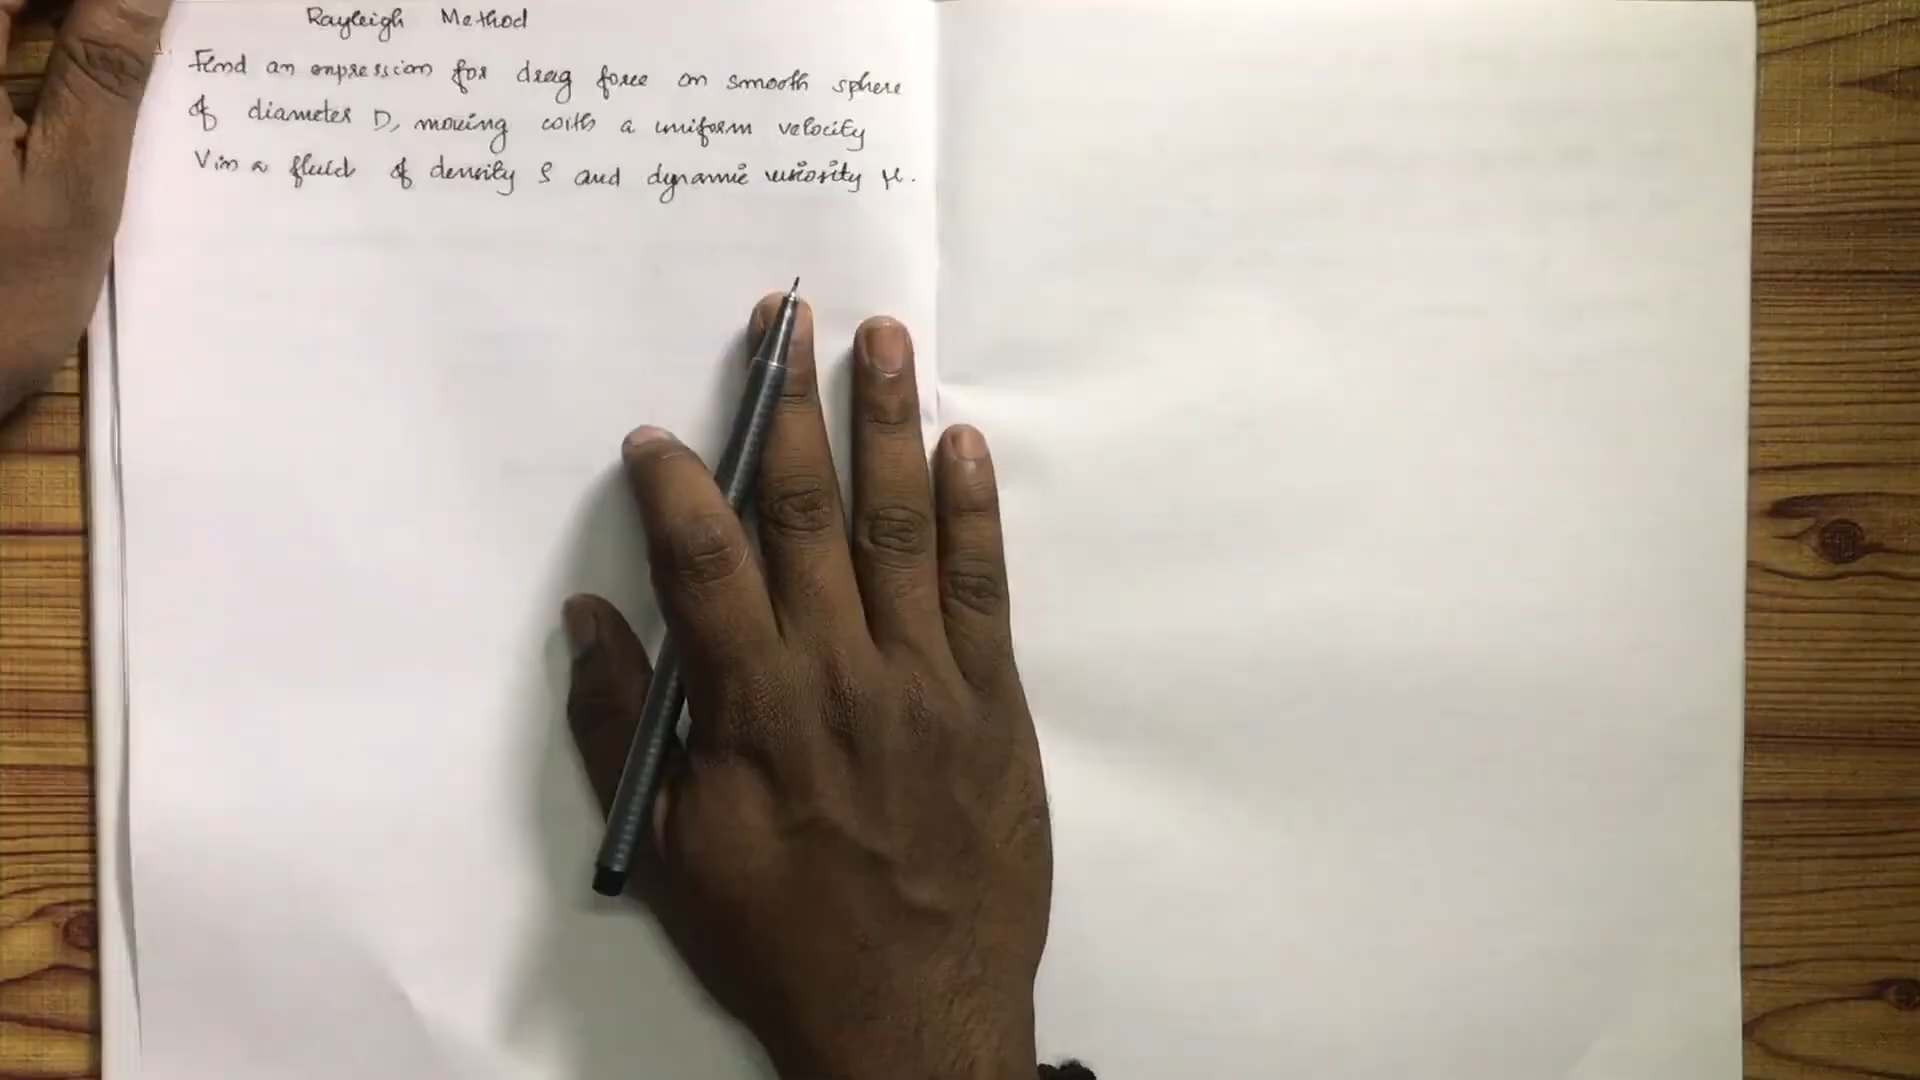 Rayleigh Method
Find an expression for drag force on smooth sphere
of diameter D, moving with a uniform velocity
V in a fluid of density ρ and dynamic viscosity μ.